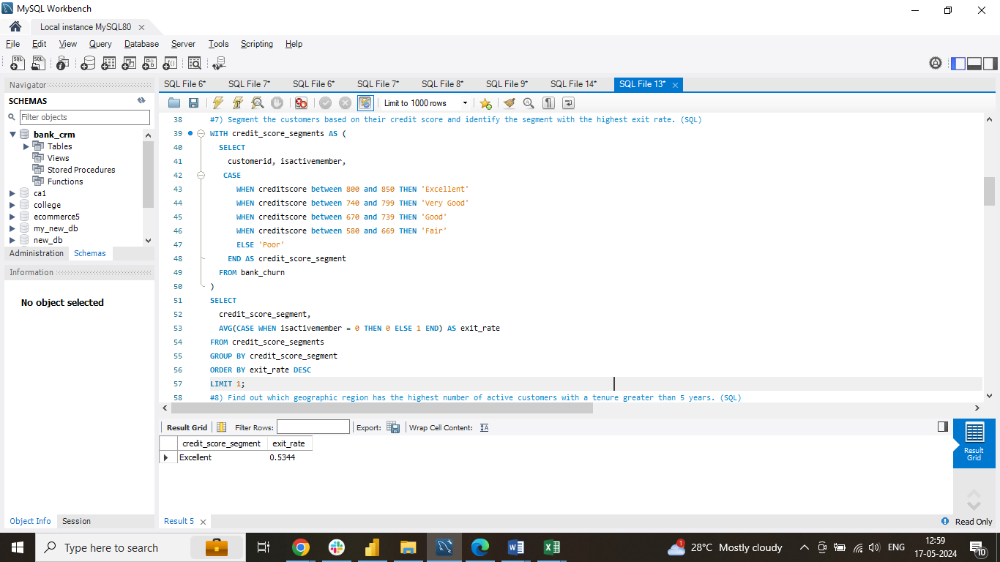 MySQL Workbench
Local instance MySQL80
File Edit View Query Database Server Tools Scripting Help
Navigator
SCHEMAS
Filter objects
bank_crm
Tables
Views
Stored Procedures
Functions
ca1
college
ecommerce5
my_new_db
new_db
Administration Schemas
Information
No object selected
Object Info Session
SQL File 6* SQL File 7* SQL File 6* SQL File 7* SQL File 8* SQL File 9* SQL File 14* SQL File 13*
Limit to 1000 rows
38 #7) Segment the customers based on their credit score and identify the segment with the highest exit rate. (SQL)
39 WITH credit_score_segments AS (
40 SELECT
41 customerid, isactivemember,
42 CASE
43 WHEN creditscore between 800 and 850 THEN 'Excellent'
44 WHEN creditscore between 740 and 799 THEN 'Very Good'
45 WHEN creditscore between 670 and 739 THEN 'Good'
46 WHEN creditscore between 580 and 669 THEN 'Fair'
47 ELSE 'Poor'
48 END AS credit_score_segment
49 FROM bank_churn
50 )
51 SELECT
52 credit_score_segment,
53 AVG(CASE WHEN isactivemember = 0 THEN 0 ELSE 1 END) AS exit_rate
54 FROM credit_score_segments
55 GROUP BY credit_score_segment
56 ORDER BY exit_rate DESC
57 LIMIT 1;
58 #8) Find out which geographic region has the highest number of active customers with a tenure greater than 5 years. (SQL)
Result Grid Filter Rows: Export: Wrap Cell Content:
credit_score_segment exit_rate
Excellent 0.5344
Result
Grid
Result 5
Read Only
Type here to search
28°C Mostly cloudy
ENG
12:59
17-05-2024
10